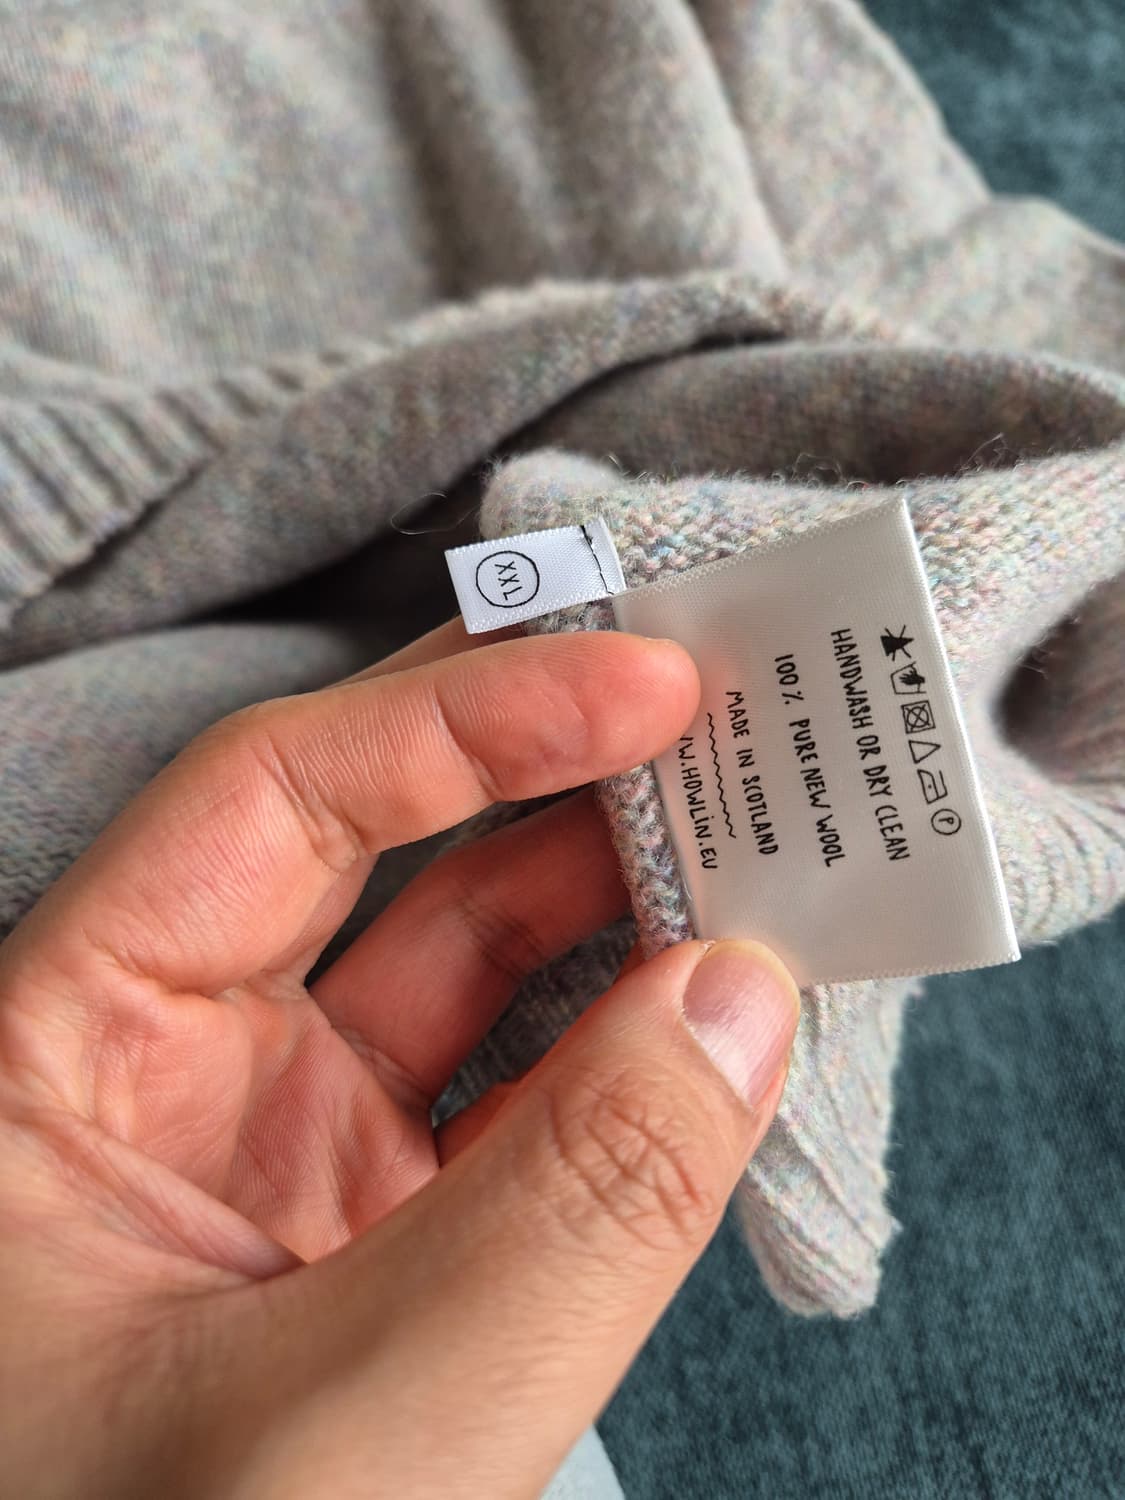 XXL
P
HANDWASH OR DRY CLEAN
100% PURE NEW WOOL
MADE IN SCOTLAND
W.HOWLiN.EU